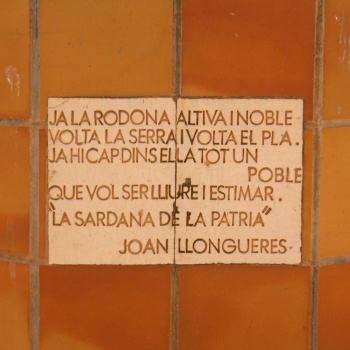 JA LA RODONA ALTIVA I NOBLE
VOLTA LA SERRA I VOLTA EL PLA.
JA HI CAP DINS ELLA TOT UN
POBLE
QUE VOL SER LLIURE I ESTIMAR.
"LA SARDANA DE LA PATRIA"
JOAN LLONGUERES